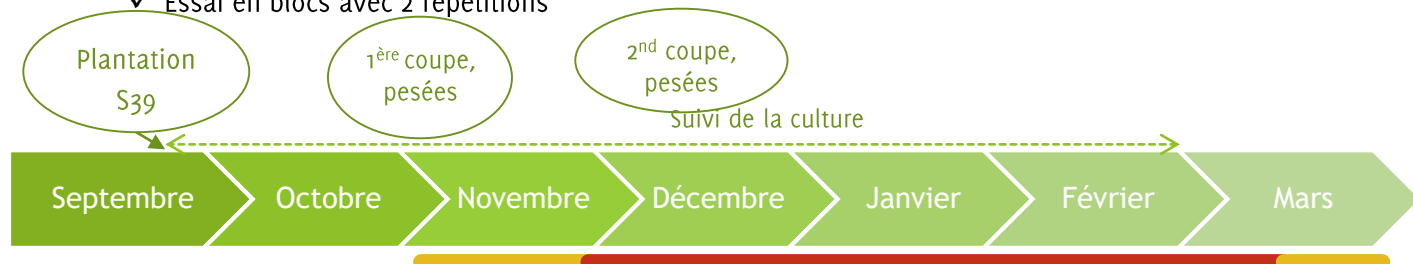 ✓ Essai en blocs avec 2 répétitions
Plantation
S39
1ère coupe,
pesées
2nd coupe,
pesées
Suivi de la culture
Septembre
Octobre
Novembre
Décembre
Janvier
Février
Mars